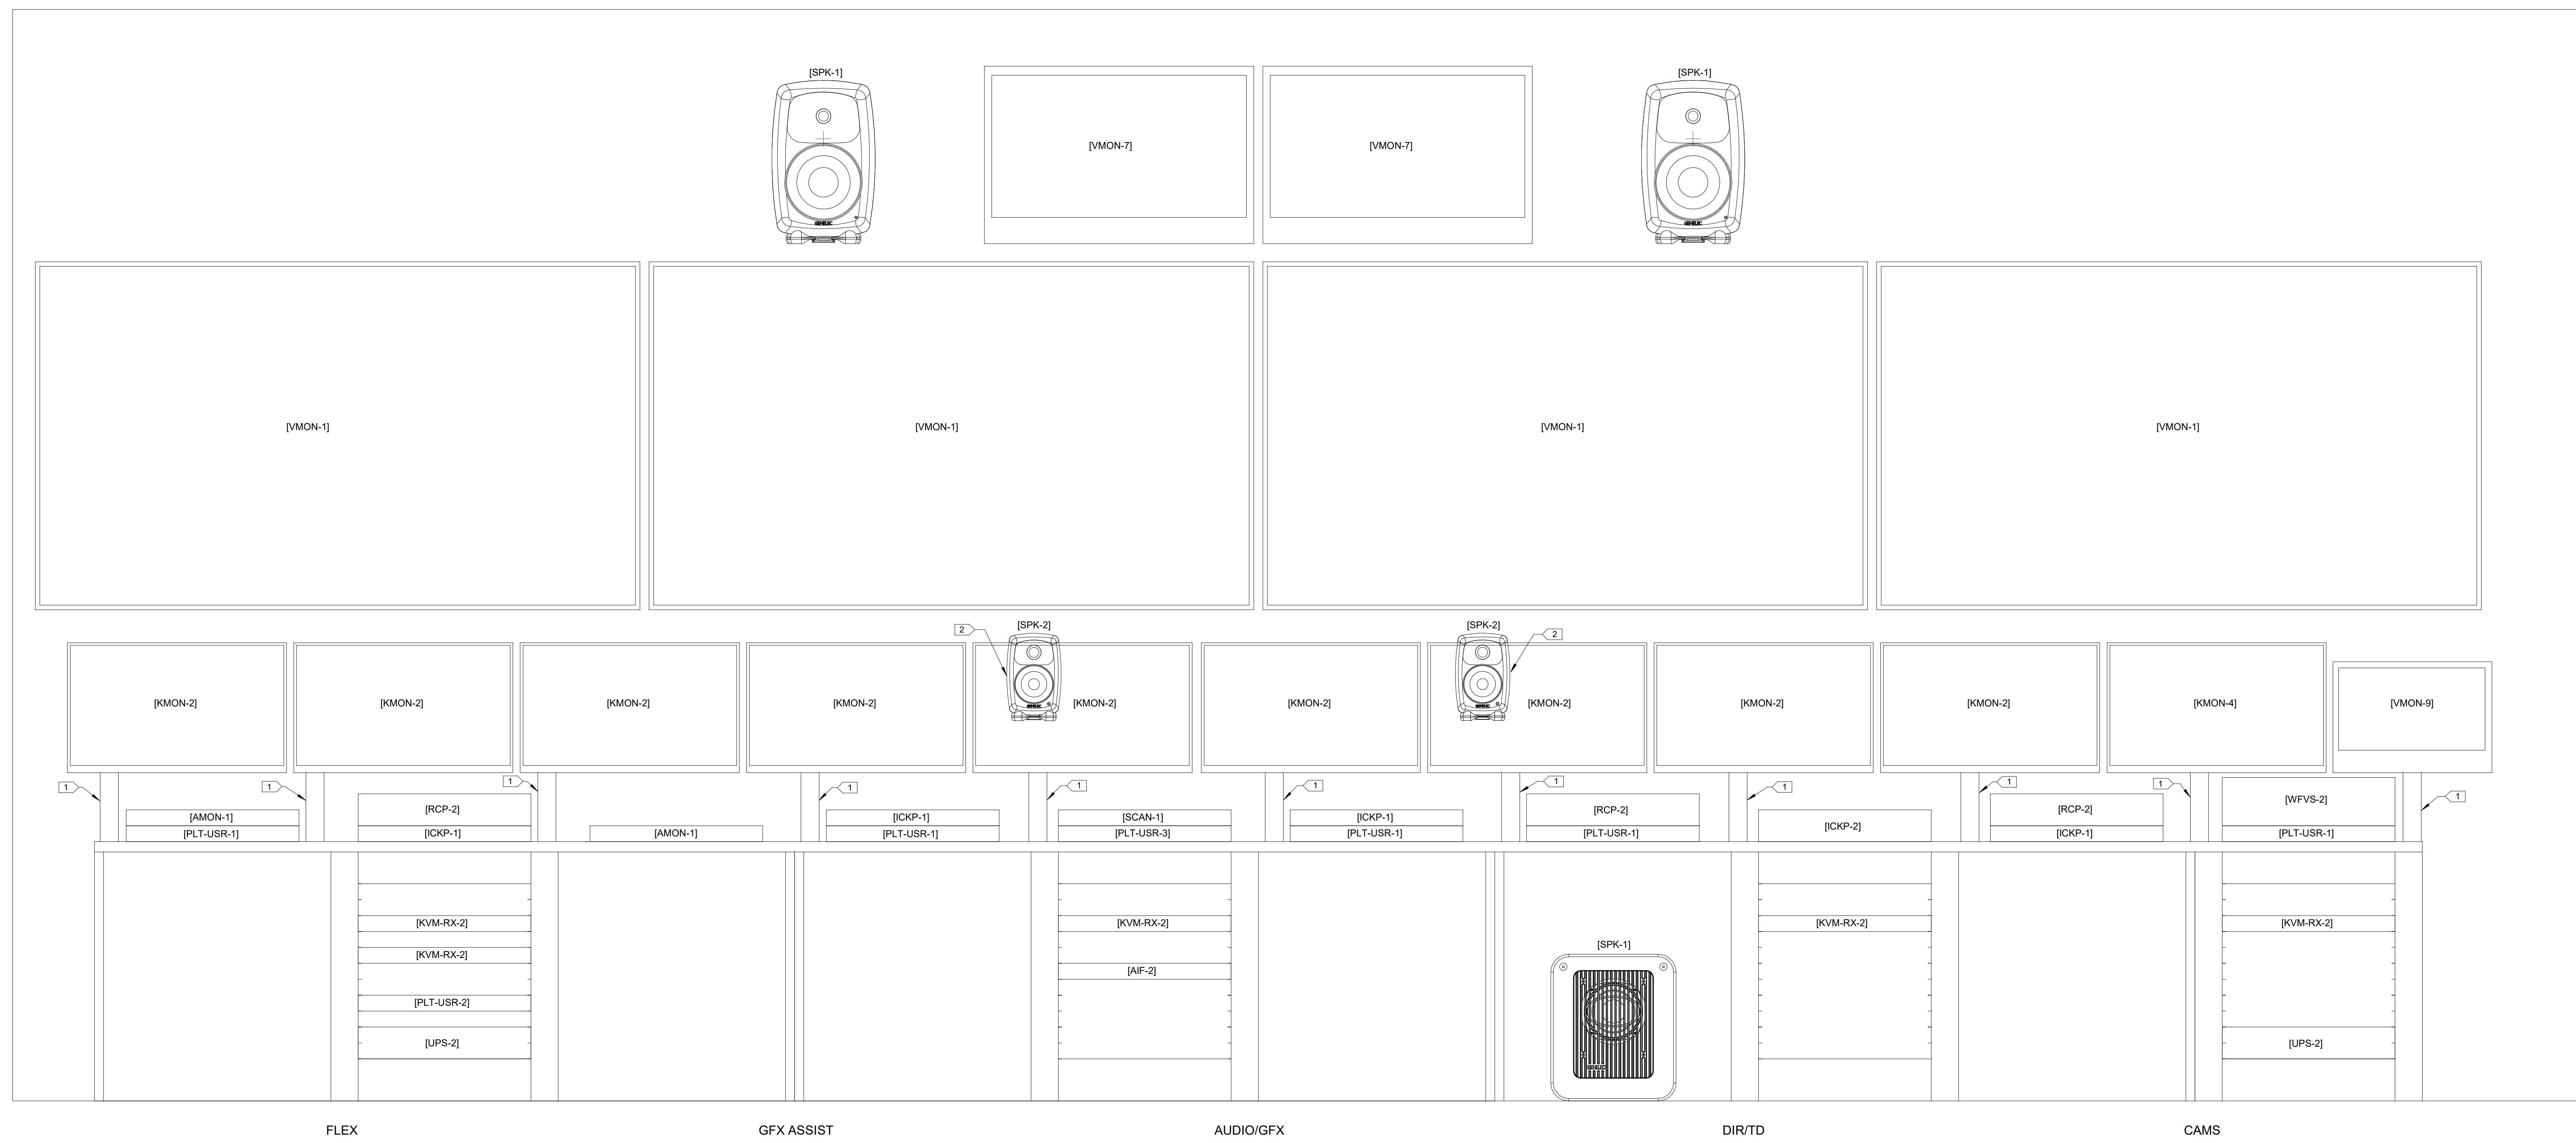 [SPK-1]
[SPK-1]
[VMON-7]
[VMON-7]
GENELEC
GENELEC
[VMON-1]
[VMON-1]
[VMON-1]
[VMON-1]
[SPK-2]
[SPK-2]
2
2
[KMON-2]
[KMON-2]
[KMON-2]
[KMON-2]
[KMON-2]
[KMON-2]
[KMON-2]
[KMON-2]
[KMON-2]
[KMON-4]
[VMON-9]
GENELEC
GENELEC
1
1
1
1
1
1
1
1
1
1
1
[AMON-1]
[PLT-USR-1]
[RCP-2]
[ICKP-1]
[AMON-1]
[ICKP-1]
[PLT-USR-1]
[SCAN-1]
[PLT-USR-3]
[ICKP-1]
[PLT-USR-1]
[RCP-2]
[PLT-USR-1]
[ICKP-2]
[RCP-2]
[ICKP-1]
[WFVS-2]
[PLT-USR-1]
[KVM-RX-2]
[KVM-RX-2]
[PLT-USR-2]
[UPS-2]
[KVM-RX-2]
[AIF-2]
[SPK-1]
GENELEC
[KVM-RX-2]
[KVM-RX-2]
[UPS-2]
FLEX
GFX ASSIST
AUDIO/GFX
DIR/TD
CAMS